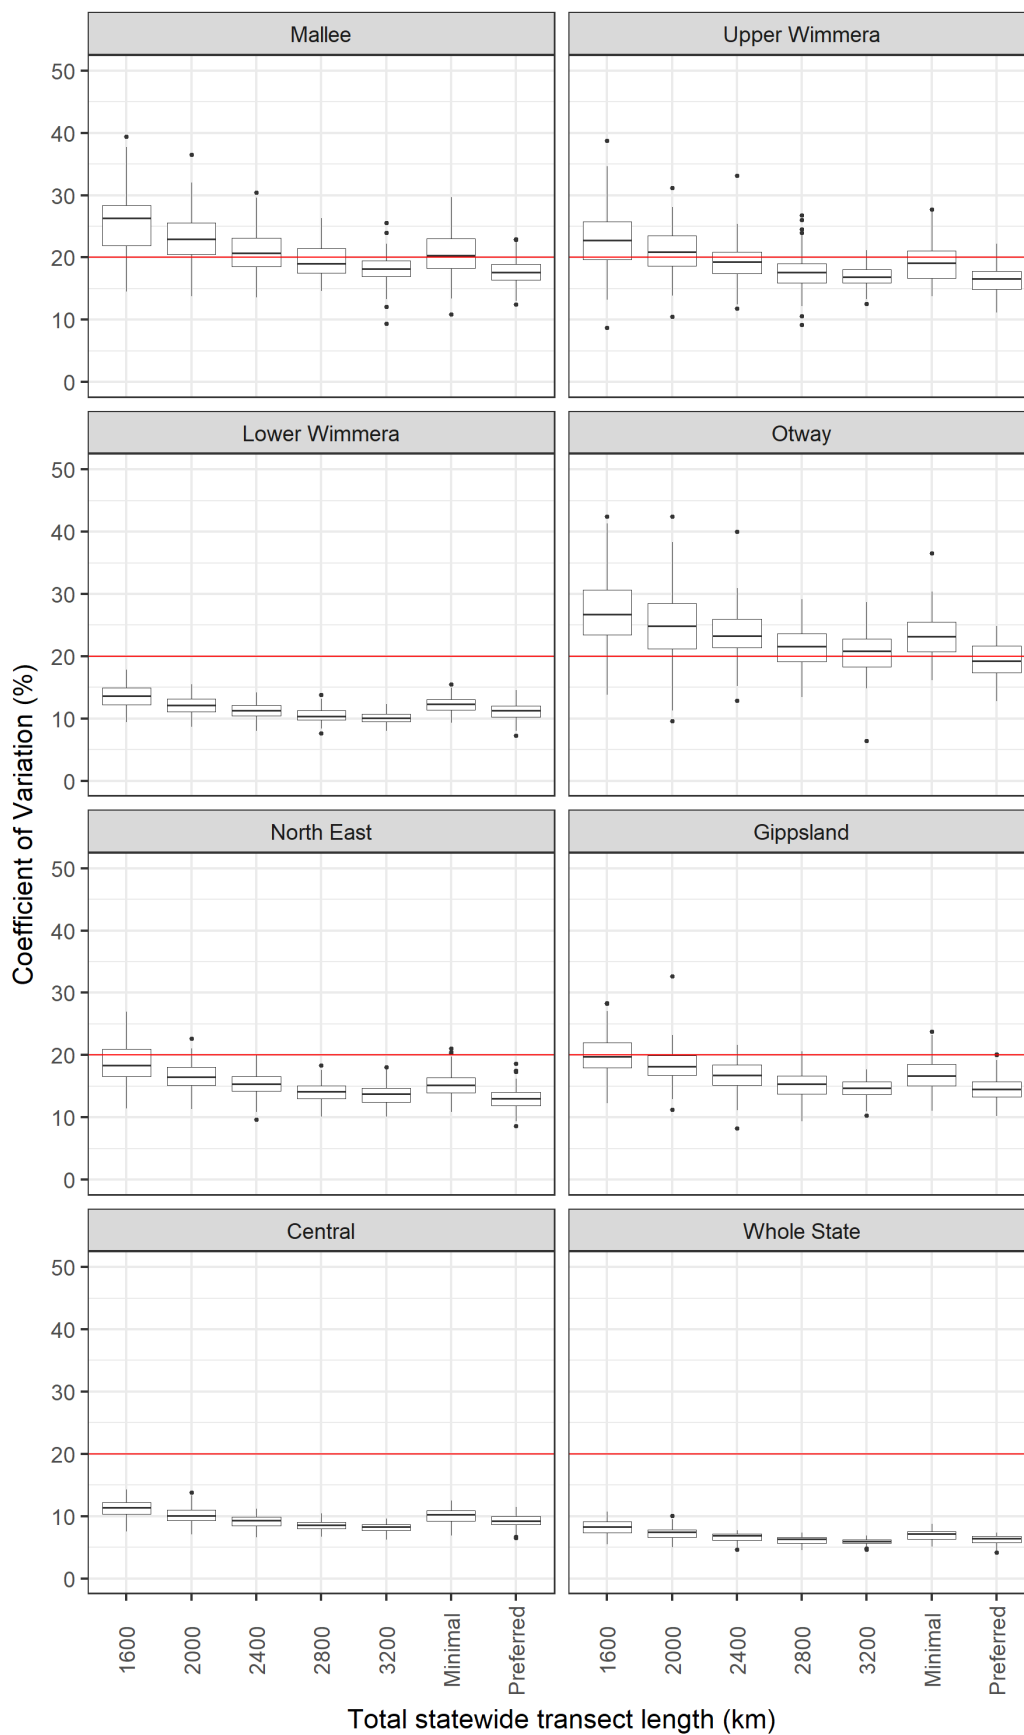 Mallee
Upper Wimmera
50
40
30
20
10
0
Lower Wimmera
Otway
50
40
30
20
10
0
North East
Gippsland
50
40
30
20
10
0
Central
Whole State
50
40
30
20
10
0
Coefficient of Variation (%)
1600
2000
2400
2800
3200
Minimal
Preferred
1600
2000
2400
2800
3200
Minimal
Preferred
Total statewide transect length (km)